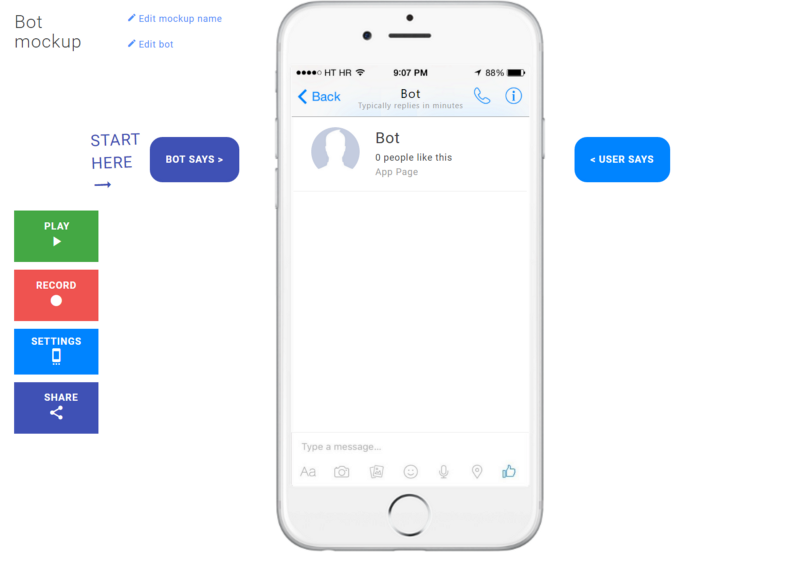 Bot
mockup
Edit mockup name
Edit bot
●●●●○ HT HR 9:07 PM 88%
Back Bot
Typically replies in minutes
START
HERE
→
BOT SAYS >
Bot
0 people like this
App Page
< USER SAYS
PLAY
RECORD
SETTINGS
SHARE
Type a message...
Aa